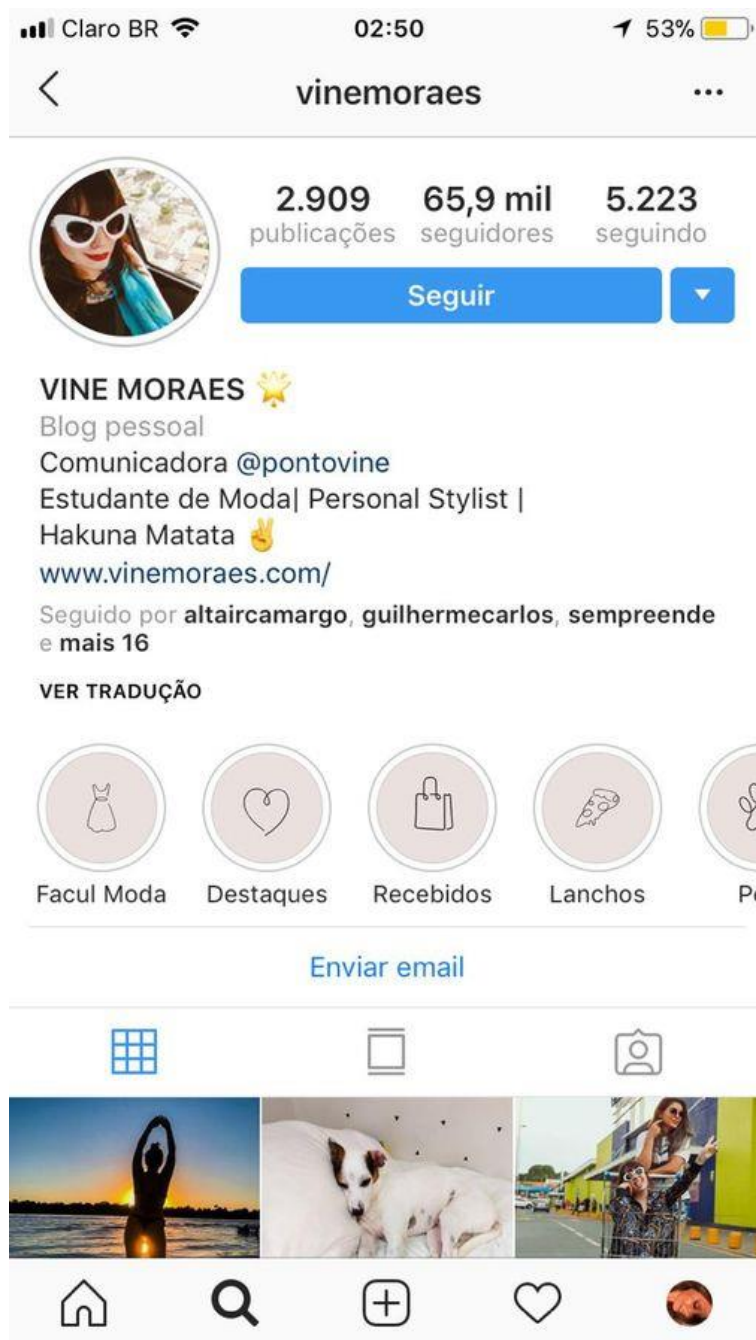 Claro BR 02:50 53%
vinemoraes
2.909 65,9 mil 5.223
publicações seguidores seguindo
Seguir
VINE MORAES
Blog pessoal
Comunicadora @pontovine
Estudante de Moda| Personal Stylist |
Hakuna Matata
www.vinemoraes.com/
Seguido por altaircamargo, guilhermecarlos, sempreende
e mais 16
VER TRADUÇÃO
Facul Moda Destaques Recebidos Lanchos
Enviar email